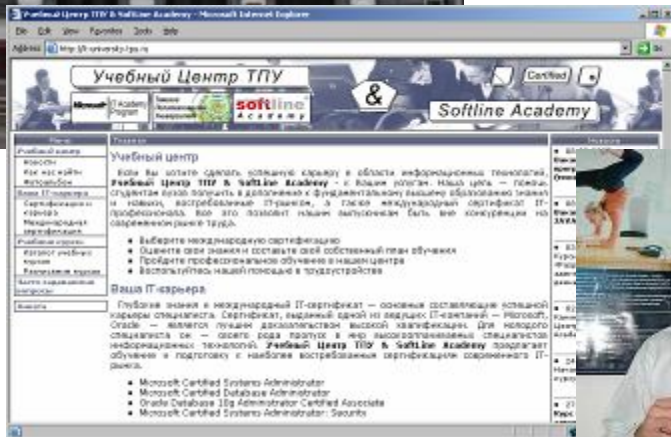 Учебный Центр ТПУ & Softline Academy - Microsoft Internet Explorer
File Edit View Favorites Tools Help
Address
Учебный Центр ТПУ
&
Softline Academy
Certified
Microsoft IT Academy Program
softline Academy
Меню
Главная
Новости
Учебный центр
Новости
Как нас найти
Фотоальбом
Ваша IT-карьера
Сертификация и карьера
Международная сертификация
Учебные курсы
Каталог учебных курсов
Расписание курсов
Часто задаваемые вопросы
Анкета
Учебный центр
Если Вы хотите сделать успешную карьеру в области информационных технологий,
Учебный Центр ТПУ & SoftLine Academy - к Вашим услугам. Наша цель — помочь
студентам вузов получить в дополнение к фундаментальному высшему образованию знания
и навыки, востребованные IT-рынком, а также международный сертификат IT-
профессионала. Все это позволит нашим выпускникам быть вне конкуренции на
современном рынке труда.
• Выберите международную сертификацию
• Оцените свои знания и составьте свой собственный план обучения
• Пройдите профессиональное обучение в нашем центре
• Воспользуйтесь нашей помощью в трудоустройстве
Ваша IT-карьера
Глубокие знания и международный IT-сертификат — основные составляющие успешной
карьеры специалиста. Сертификат, выданный одной из ведущих IT-компаний — Microsoft,
Oracle — является лучшим доказательством высокой квалификации. Для молодого
специалиста он — своего рода пропуск в мир высокооплачиваемых специалистов
информационных технологий. Учебный Центр ТПУ & SoftLine Academy предлагает
обучение и подготовку к наиболее востребованным сертификациям современного IT-
рынка.
• Microsoft Certified Systems Administrator
• Microsoft Certified Database Administrator
• Oracle Database 10g Administrator Certified Associate
• Microsoft Certified Systems Administrator: Security